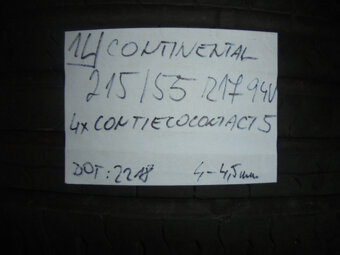 14/ CONTINENTAL
215/55 R17 94V
4x CONTIECOCONTACT 5
DOT: 2218 4-4,5mm